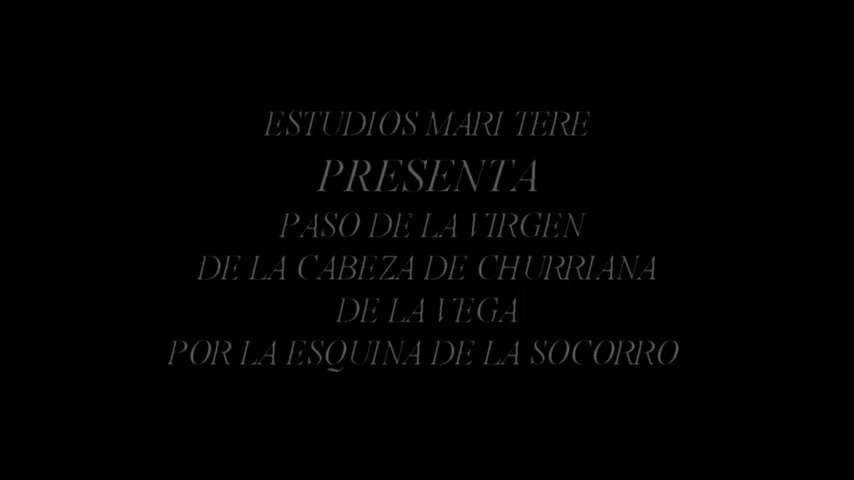 ESTUDIOS MARI TERE
PRESENTA
PASO DE LA VIRGEN
DE LA CABEZA DE CHURRIANA
DE LA VEGA
POR LA ESQUINA DE LA SOCORRO